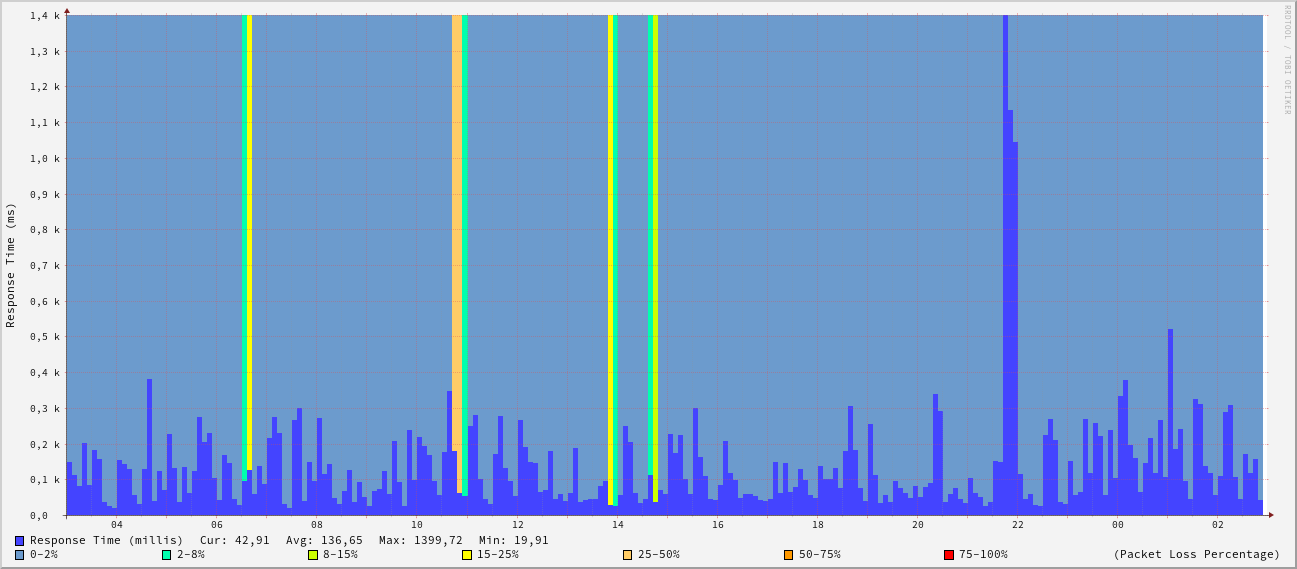 RRDTOOL / TOBI OETIKER
Response Time (ms)
1,4 k
1,3 k
1,2 k
1,1 k
1,0 k
0,9 k
0,8 k
0,7 k
0,6 k
0,5 k
0,4 k
0,3 k
0,2 k
0,1 k
0,0
04 06 08 10 12 14 16 18 20 22 00 02
Response Time (millis) Cur: 42,91 Avg: 136,65 Max: 1399,72 Min: 19,91
0-2% 2-8% 8-15% 15-25% 25-50% 50-75% 75-100% (Packet Loss Percentage)